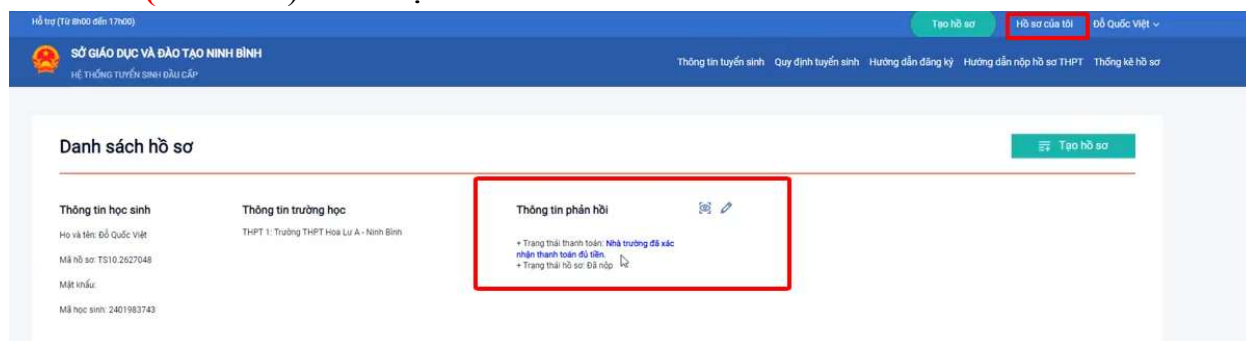 Hỗ trợ (Từ 8h00 đến 17h00)
Tạo hồ sơ
Hồ sơ của tôi
Đỗ Quốc Việt
SỞ GIÁO DỤC VÀ ĐÀO TẠO NINH BÌNH
HỆ THỐNG TUYỂN SINH ĐẦU CẤP
Thông tin tuyển sinh
Quy định tuyển sinh
Hướng dẫn đăng ký
Hướng dẫn nộp hồ sơ THPT
Thống kê hồ sơ
Danh sách hồ sơ
Tạo hồ sơ
Thông tin học sinh
Họ và tên: Đỗ Quốc Việt
Mã hồ sơ: TS10.2627048
Mật khẩu:
Mã học sinh: 2401983743
Thông tin trường học
THPT 1: Trường THPT Hoa Lư A - Ninh Bình
Thông tin phản hồi
+ Trạng thái thanh toán: Nhà trường đã xác
nhận thanh toán đủ tiền.
+ Trạng thái hồ sơ: Đã nộp